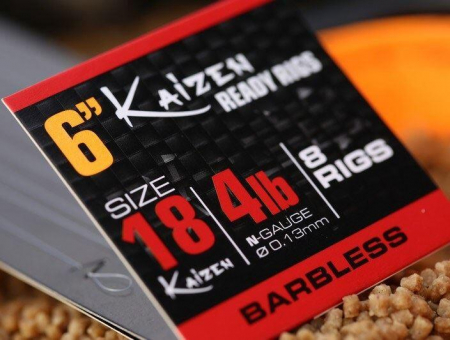 6” KAiZEN
READY RIGS
SIZE
18
KAiZEN
4lb
N-GAUGE
Ø 0.13mm
8
RIGS
BARBLESS